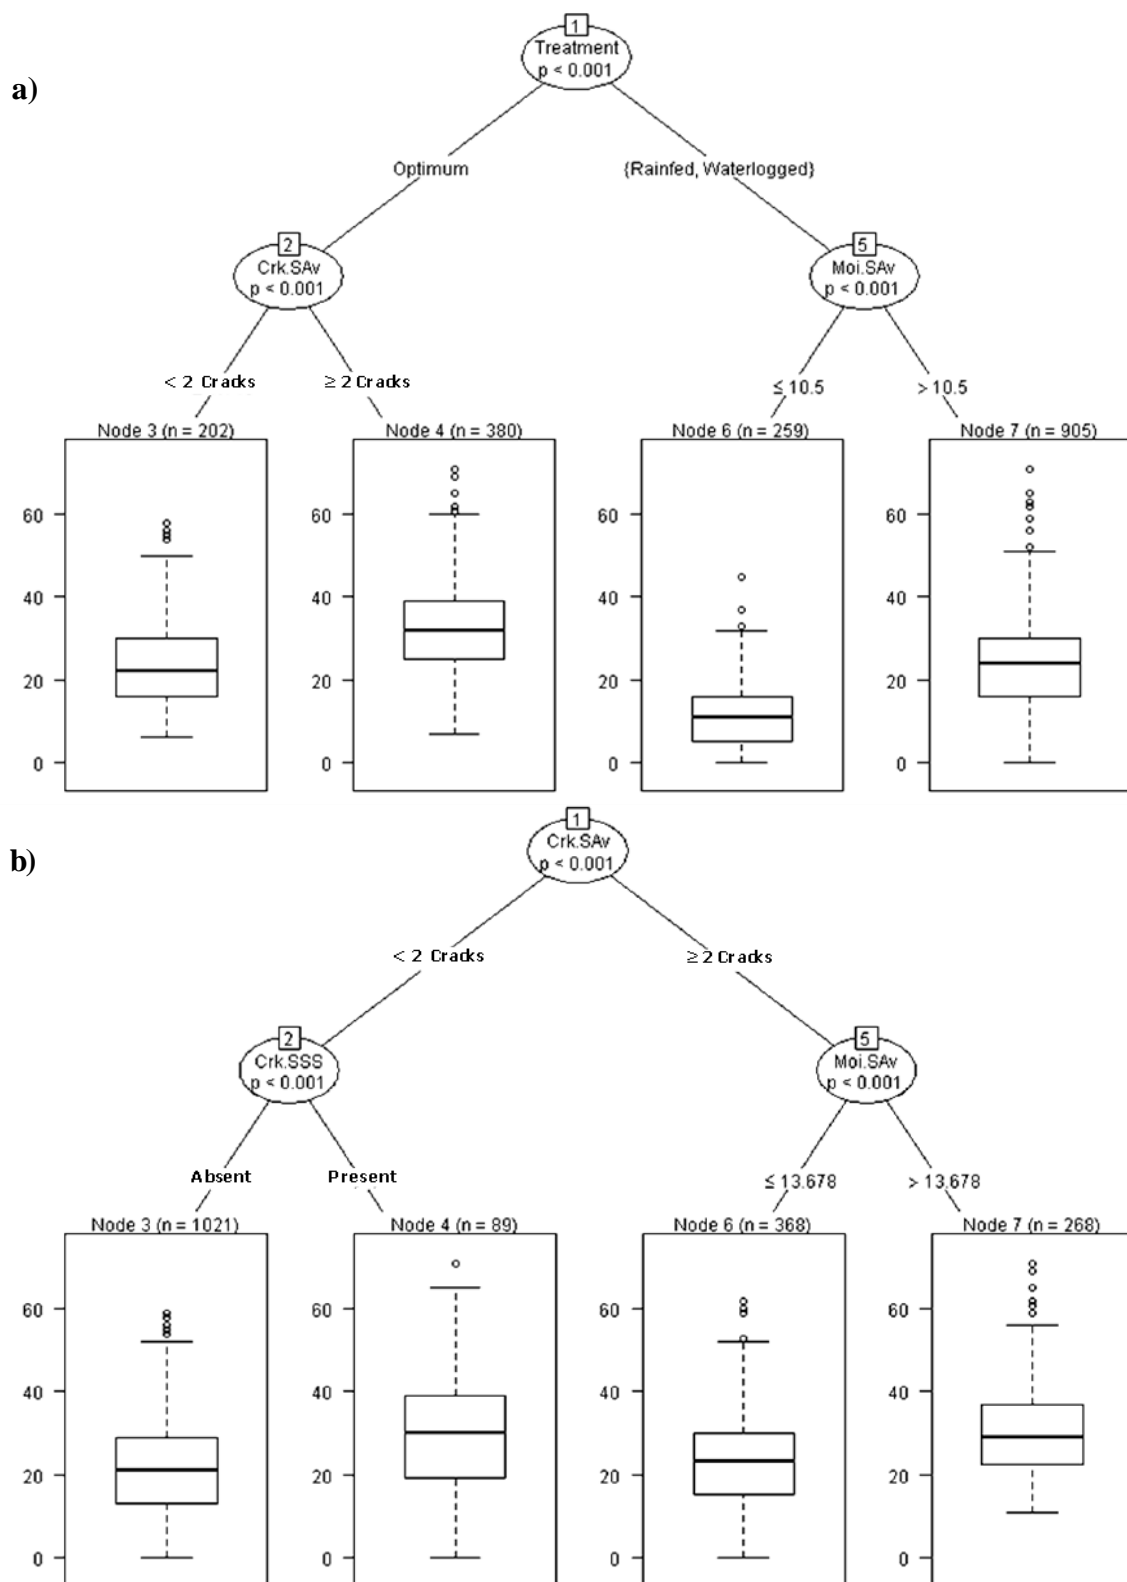 a)
1
Treatment
p < 0.001
Optimum
{Rainfed, Waterlogged}
2
Crk.SAv
p < 0.001
5
Moi.SAv
p < 0.001
< 2 Cracks
≥ 2 Cracks
≤ 10.5
> 10.5
Node 3 (n = 202)
60
40
20
0
Node 4 (n = 380)
60
40
20
0
Node 6 (n = 259)
60
40
20
0
Node 7 (n = 905)
60
40
20
0
b)
1
Crk.SAv
p < 0.001
< 2 Cracks
≥ 2 Cracks
2
Crk.SSS
p < 0.001
5
Moi.SAv
p < 0.001
Absent
Present
≤ 13.678
> 13.678
Node 3 (n = 1021)
60
40
20
0
Node 4 (n = 89)
60
40
20
0
Node 6 (n = 368)
60
40
20
0
Node 7 (n = 268)
60
40
20
0